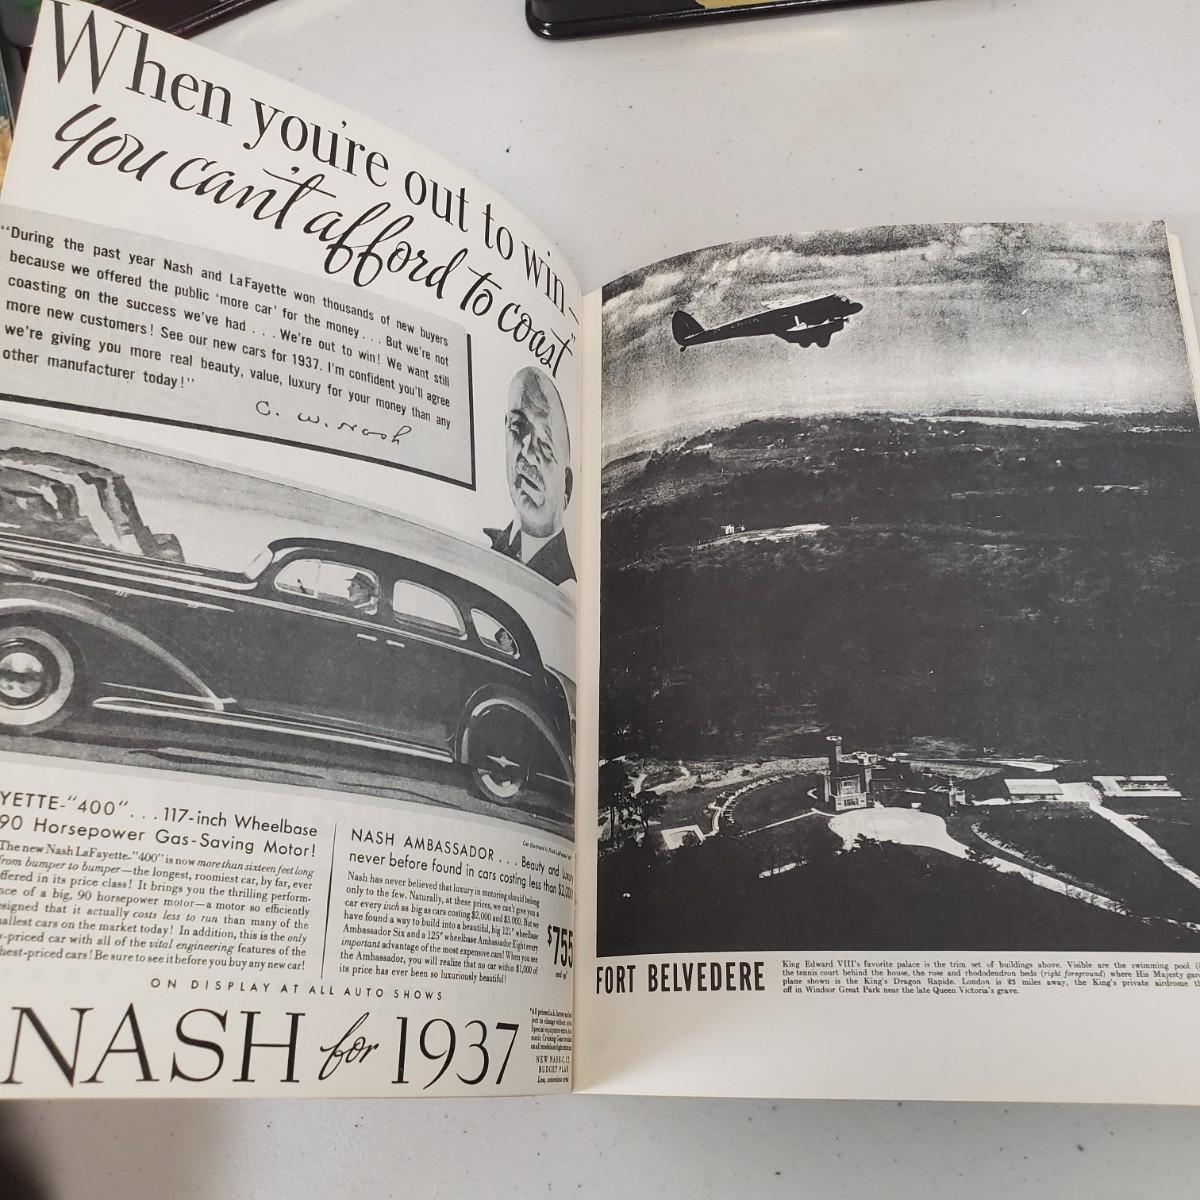 When you're out to win—
you can't afford to coast"
"During the past year Nash and LaFayette won thousands of new buyers
because we offered the public 'more car' for the money . . . But we're not
coasting on the success we've had . . . We're out to win! We want still
more new customers! See our new cars for 1937. I'm confident you'll agree
we're giving you more real beauty, value, luxury for your money than any
other manufacturer today!"
C. W. Nash
YETTE-"400" . . . 117-inch Wheelbase
90 Horsepower Gas-Saving Motor!
The new Nash LaFayette-"400" is now more than sixteen feet long
from bumper to bumper—the longest, roomiest car, by far, ever
ffered in its price class! It brings you the thrilling perform-
nce of a big, 90 horsepower motor—a motor so efficiently
signed that it actually costs less to run than many of the
allest cars on the market today! In addition, this is the only
-priced car with all of the vital engineering features of the
hest-priced cars! Be sure to see it before you buy any new car!
NASH AMBASSADOR . . . Beauty and Luxu
never before found in cars costing less than $2,00
Nash has never believed that luxury in motoring should belong
only to the few. Naturally, at these prices, we can't give you a
car every inch as big as cars costing $2,000 and $3,000. But we
have found a way to build into a beautiful, big 121" wheelbase
Ambassador Six and a 125" wheelbase Ambassador Eight every
important advantage of the most expensive cars! When you see
the Ambassador, you will realize that no car within $1,000 of
its price has ever been so luxuriously beautiful!
$755
and up*
ON DISPLAY AT ALL AUTO SHOWS
NASH for 1937
BUDGET PLAN
FORT BELVEDERE
King Edward VIII's favorite palace is the trim set of buildings above. Visible are the swimming pool (
the tennis court behind the house, the rose and rhododendron beds (right foreground) where His Majesty gar
plane shown is the King's Dragon Rapide. London is 23 miles away, the King's private airdrome th
off in Windsor Great Park near the late Queen Victoria's grave.